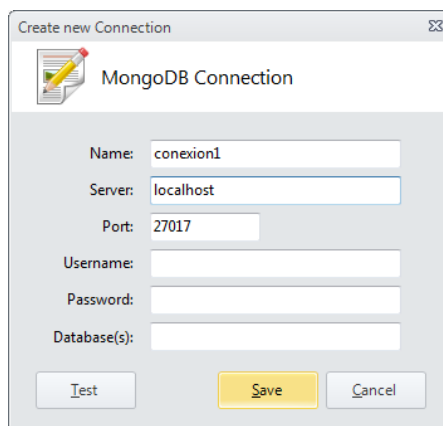 Create new Connection
MongoDB Connection
Name: conexion1
Server: localhost
Port: 27017
Username:
Password:
Database(s):
Test Save Cancel